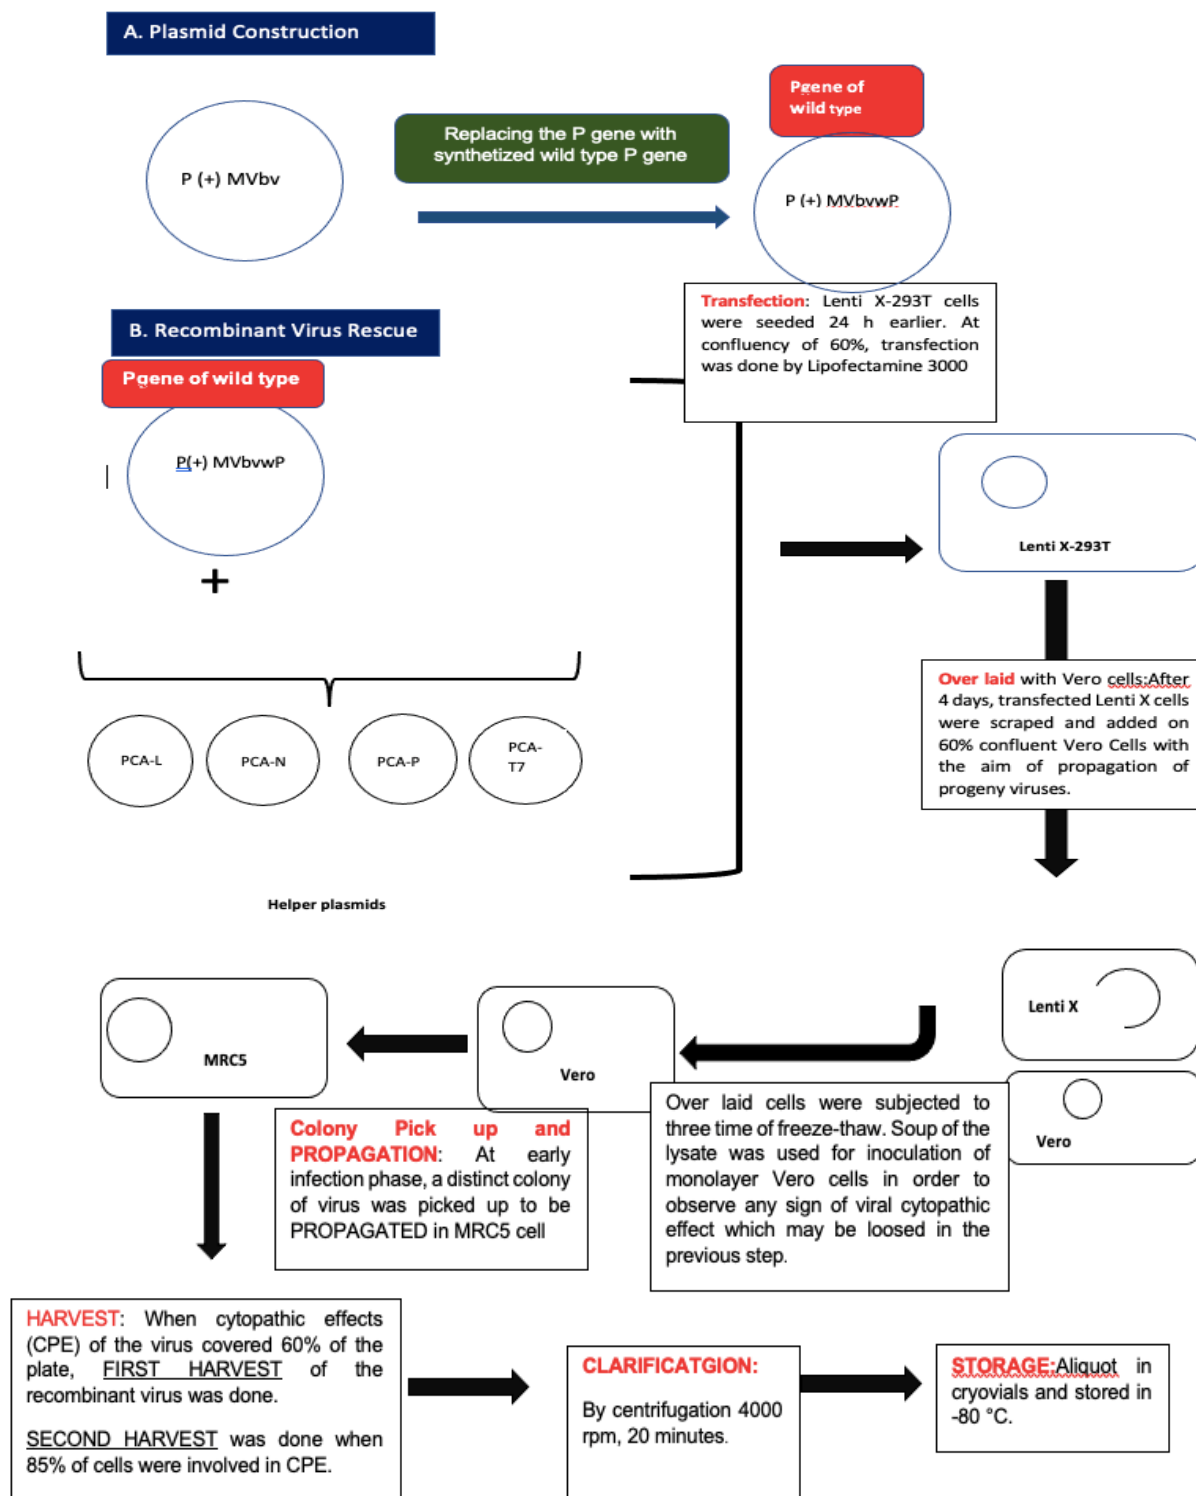 A. Plasmid Construction
Pgene of
wild type
Replacing the P gene with
synthetized wild type P gene
P (+) MVbv
P (+) MVbvwP
Transfection: Lenti X-293T cells
were seeded 24 h earlier. At
confluency of 60%, transfection
was done by Lipofectamine 3000
B. Recombinant Virus Rescue
Pgene of wild type
P(+) MVbvwP
+
Lenti X-293T
Over laid with Vero cells:After
4 days, transfected Lenti X cells
were scraped and added on
60% confluent Vero Cells with
the aim of propagation of
progeny viruses.
PCA-L
PCA-N
PCA-P
PCA-
T7
Helper plasmids
Lenti X
Vero
Vero
MRC5
Over laid cells were subjected to
three time of freeze-thaw. Soup of the
lysate was used for inoculation of
monolayer Vero cells in order to
observe any sign of viral cytopathic
effect which may be loosed in the
previous step.
Colony Pick up and
PROPAGATION: At early
infection phase, a distinct colony
of virus was picked up to be
PROPAGATED in MRC5 cell
HARVEST: When cytopathic effects
(CPE) of the virus covered 60% of the
plate, FIRST HARVEST of the
recombinant virus was done.
SECOND HARVEST was done when
85% of cells were involved in CPE.
CLARIFICATGION:
By centrifugation 4000
rpm, 20 minutes.
STORAGE:Aliquot in
cryovials and stored in
-80 °C.